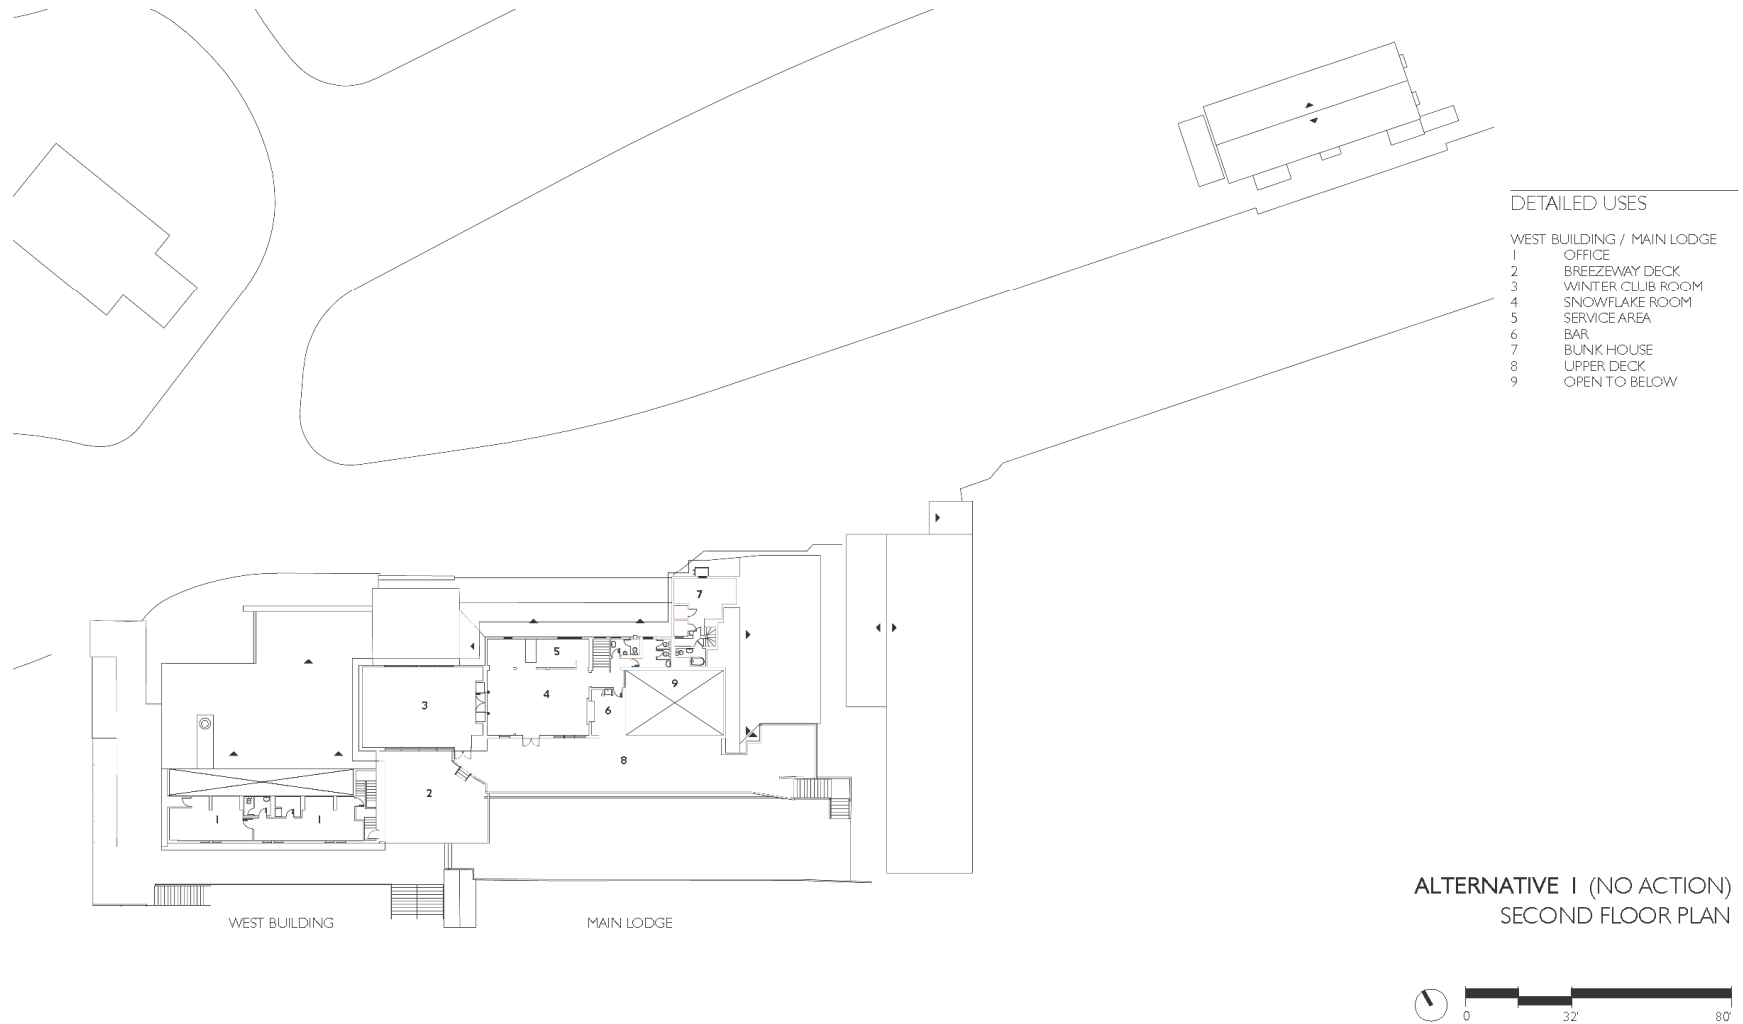 DETAILED USES
WEST BUILDING / MAIN LODGE
1 OFFICE
2 BREEZEWAY DECK
3 WINTER CLUB ROOM
4 SNOWFLAKE ROOM
5 SERVICE AREA
6 BAR
7 BUNK HOUSE
8 UPPER DECK
9 OPEN TO BELOW
7
5
9
4
3
6
8
2
1 1
WEST BUILDING MAIN LODGE
ALTERNATIVE 1 (NO ACTION)
SECOND FLOOR PLAN
0 32' 80'